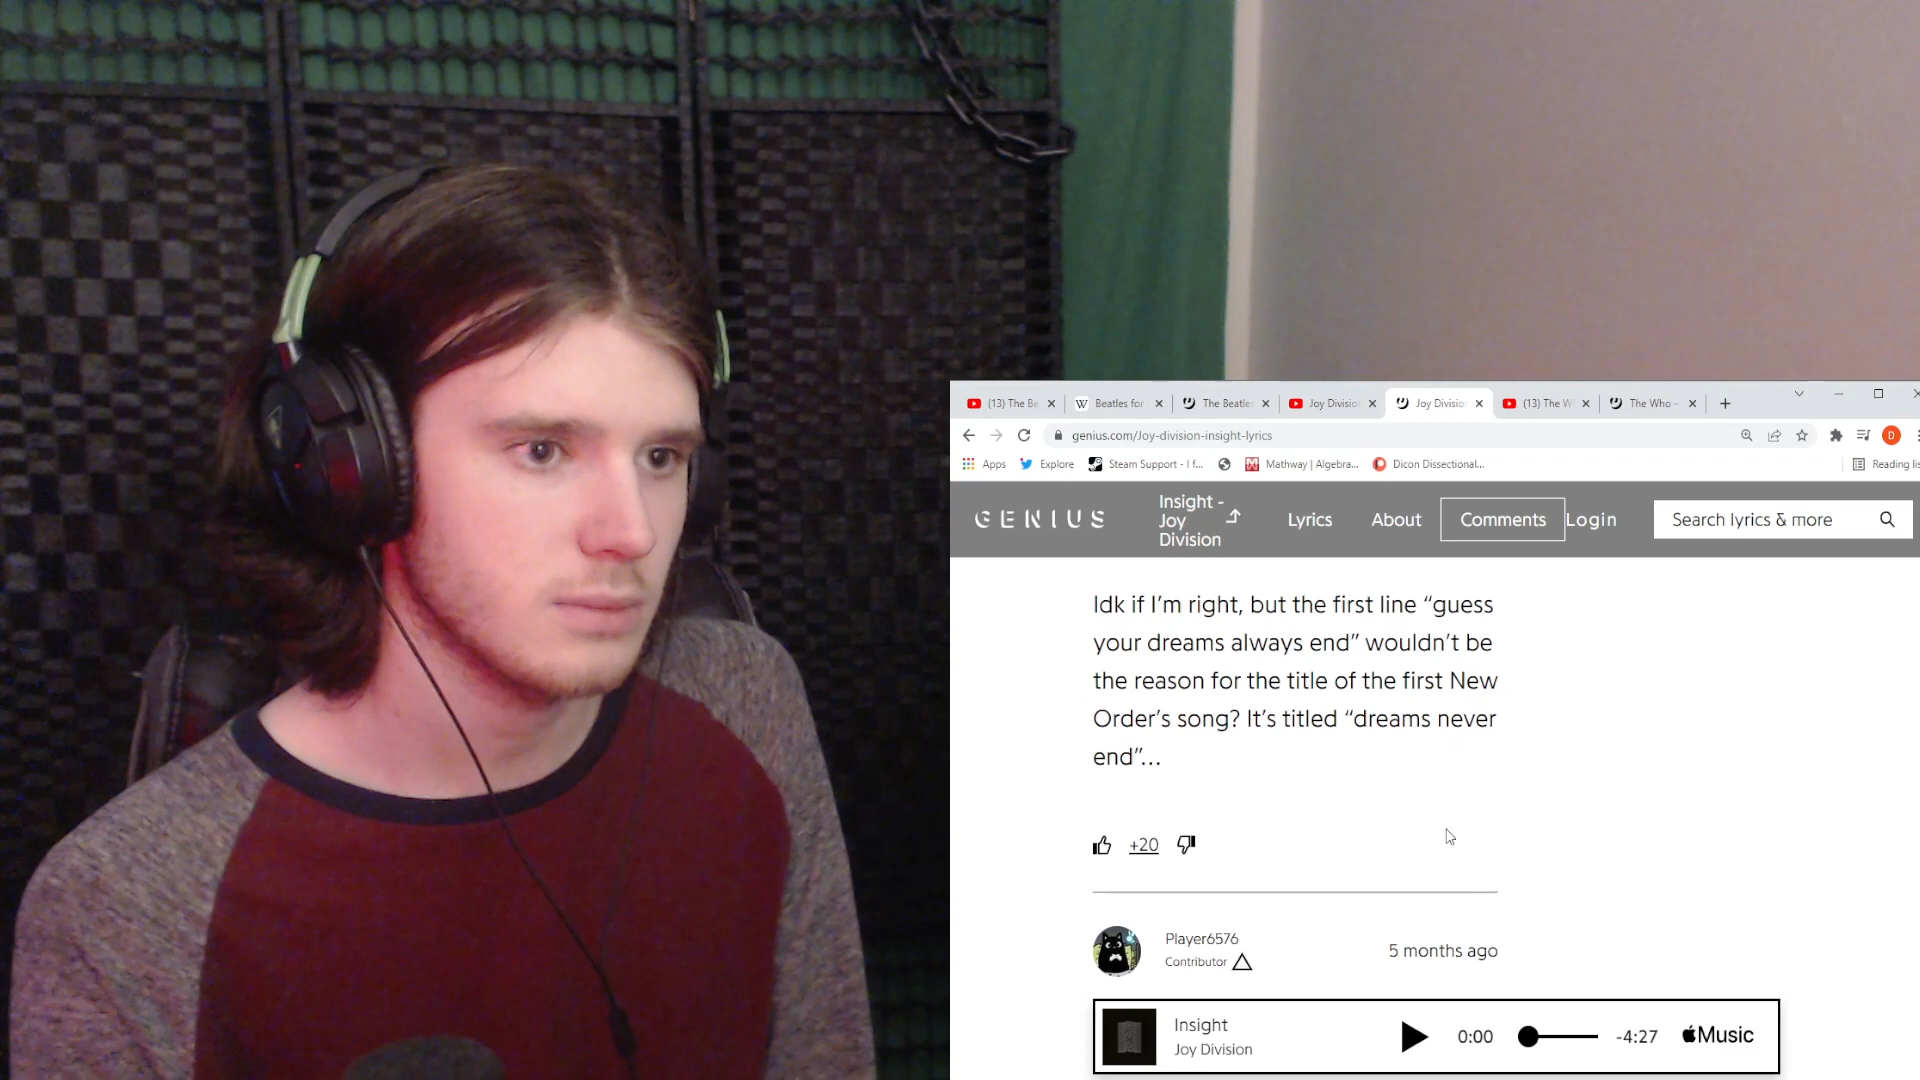 (13) The Be
Beatles for
The Beatles
Joy Division
Joy Division
(13) The W
The Who -
genius.com/Joy-division-insight-lyrics
Apps
Explore
Steam Support - I f...
Mathway | Algebra...
Dicon Dissectional...
Reading lis
GENIUS
Insight -
Joy
Division
Lyrics
About
Comments
Login
Search lyrics & more
Idk if I'm right, but the first line “guess
your dreams always end” wouldn't be
the reason for the title of the first New
Order's song? It's titled “dreams never
end”...
+20
Player6576
Contributor
5 months ago
Insight
Joy Division
0:00
-4:27
Music